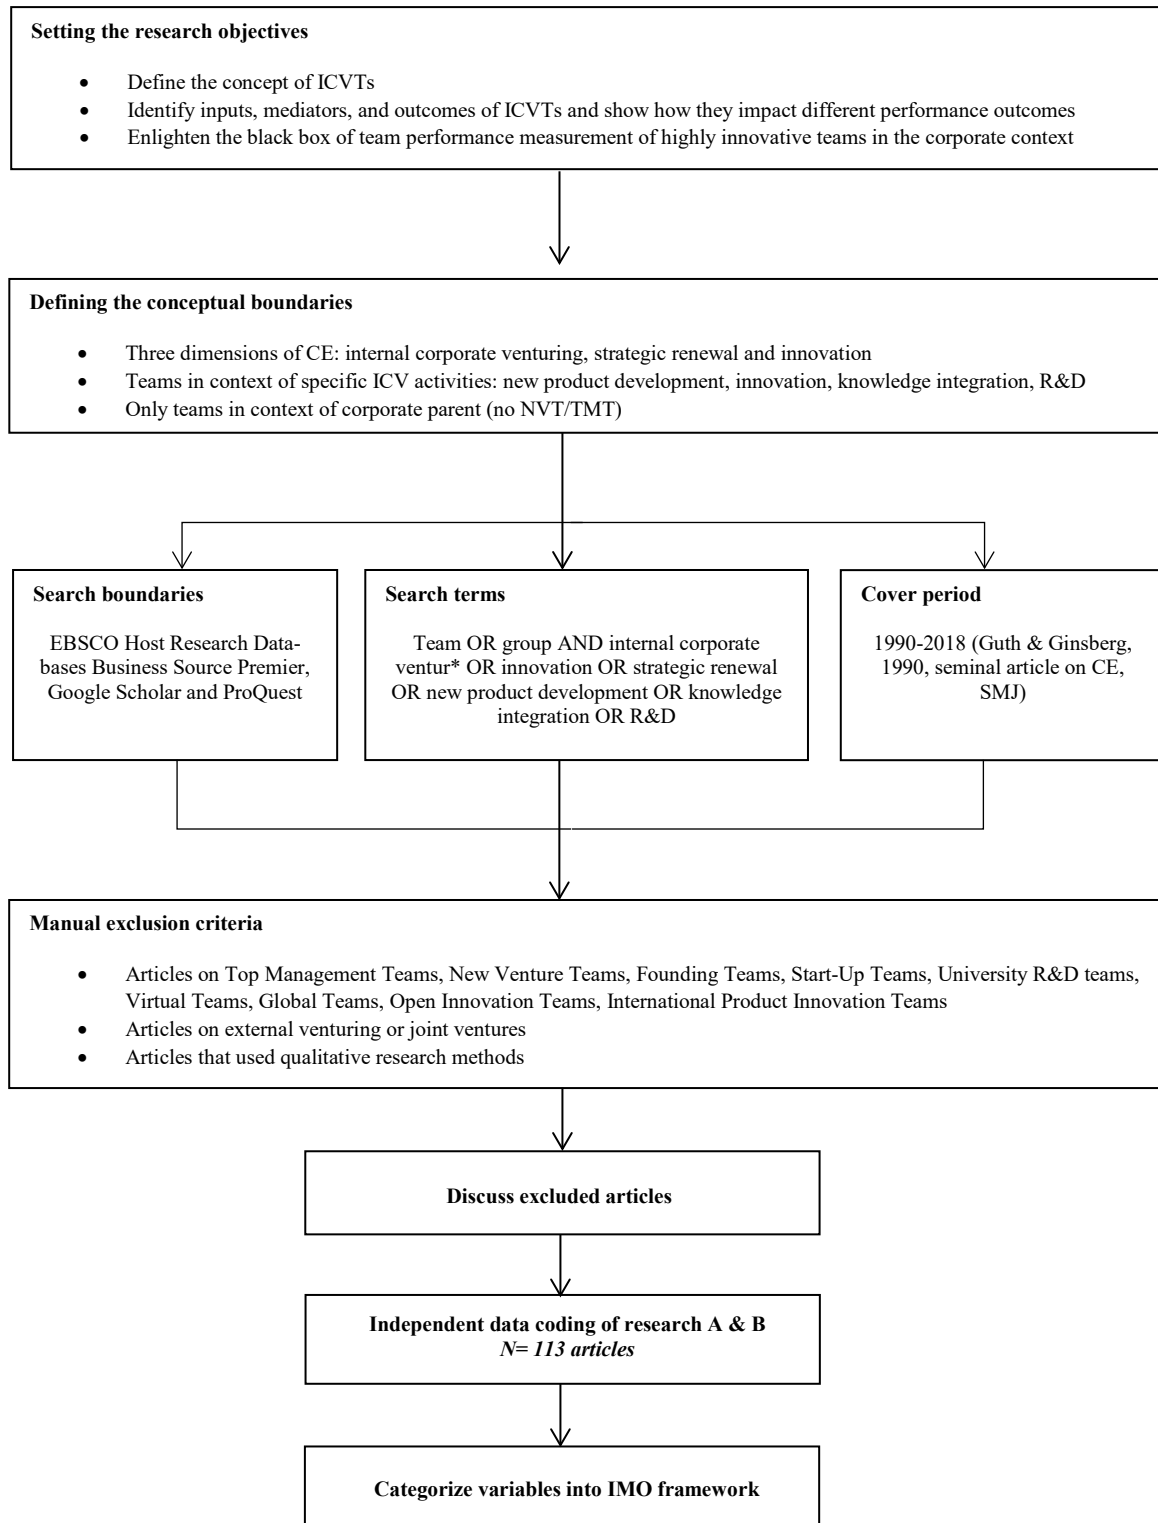 Setting the research objectives
• Define the concept of ICVTs
• Identify inputs, mediators, and outcomes of ICVTs and show how they impact different performance outcomes
• Enlighten the black box of team performance measurement of highly innovative teams in the corporate context
Defining the conceptual boundaries
• Three dimensions of CE: internal corporate venturing, strategic renewal and innovation
• Teams in context of specific ICV activities: new product development, innovation, knowledge integration, R&D
• Only teams in context of corporate parent (no NVT/TMT)
Search boundaries
EBSCO Host Research Data-
bases Business Source Premier,
Google Scholar and ProQuest
Search terms
Team OR group AND internal corporate
ventur* OR innovation OR strategic renewal
OR new product development OR knowledge
integration OR R&D
Cover period
1990-2018 (Guth & Ginsberg,
1990, seminal article on CE,
SMJ)
Manual exclusion criteria
• Articles on Top Management Teams, New Venture Teams, Founding Teams, Start-Up Teams, University R&D teams,
Virtual Teams, Global Teams, Open Innovation Teams, International Product Innovation Teams
• Articles on external venturing or joint ventures
• Articles that used qualitative research methods
Discuss excluded articles
Independent data coding of research A & B
N= 113 articles
Categorize variables into IMO framework